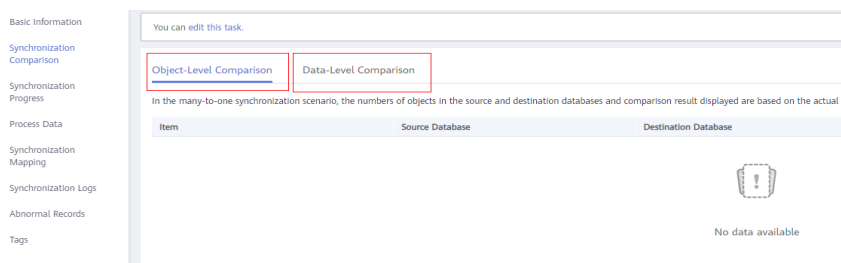 Basic Information
Synchronization
Comparison
Synchronization
Progress
Process Data
Synchronization
Mapping
Synchronization Logs
Abnormal Records
Tags
You can edit this task.
Object-Level Comparison
Data-Level Comparison
In the many-to-one synchronization scenario, the numbers of objects in the source and destination databases and comparison result displayed are based on the actual
Item Source Database Destination Database
No data available